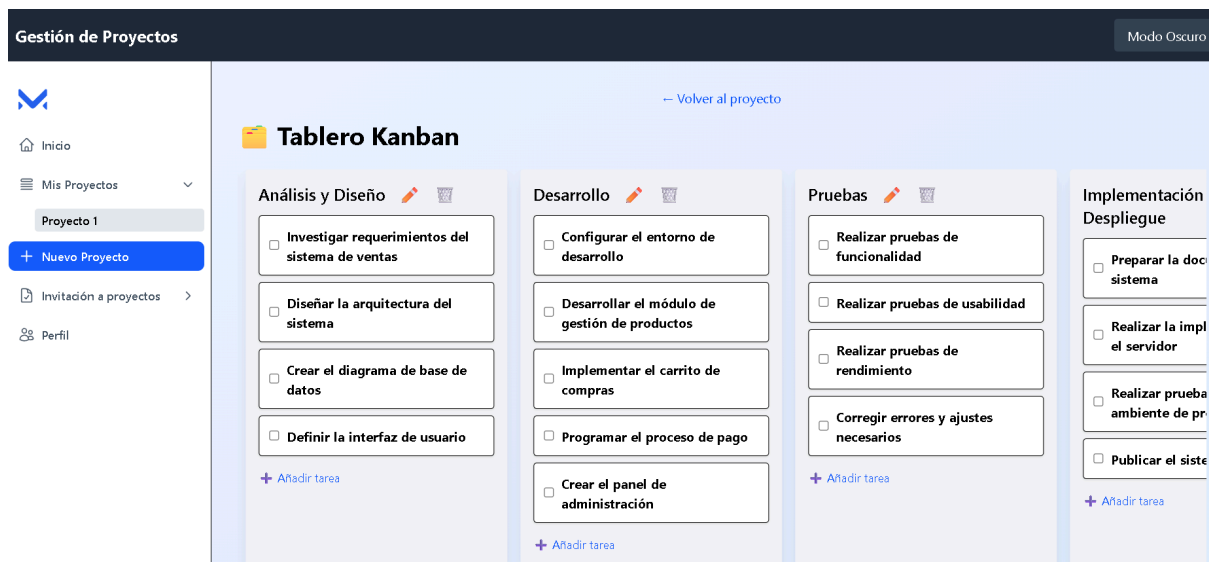 Gestión de Proyectos
Modo Oscuro
Inicio
Mis Proyectos
Proyecto 1
Nuevo Proyecto
Invitación a proyectos
Perfil
← Volver al proyecto
Tablero Kanban
Análisis y Diseño
Investigar requerimientos del
sistema de ventas
Diseñar la arquitectura del
sistema
Crear el diagrama de base de
datos
Definir la interfaz de usuario
Añadir tarea
Desarrollo
Configurar el entorno de
desarrollo
Desarrollar el módulo de
gestión de productos
Implementar el carrito de
compras
Programar el proceso de pago
Crear el panel de
administración
Añadir tarea
Pruebas
Realizar pruebas de
funcionalidad
Realizar pruebas de usabilidad
Realizar pruebas de
rendimiento
Corregir errores y ajustes
necesarios
Añadir tarea
Implementación
Despliegue
Preparar la
sistema
Realizar la
el servidor
Realizar
ambiente de
Publicar el
Añadir tarea